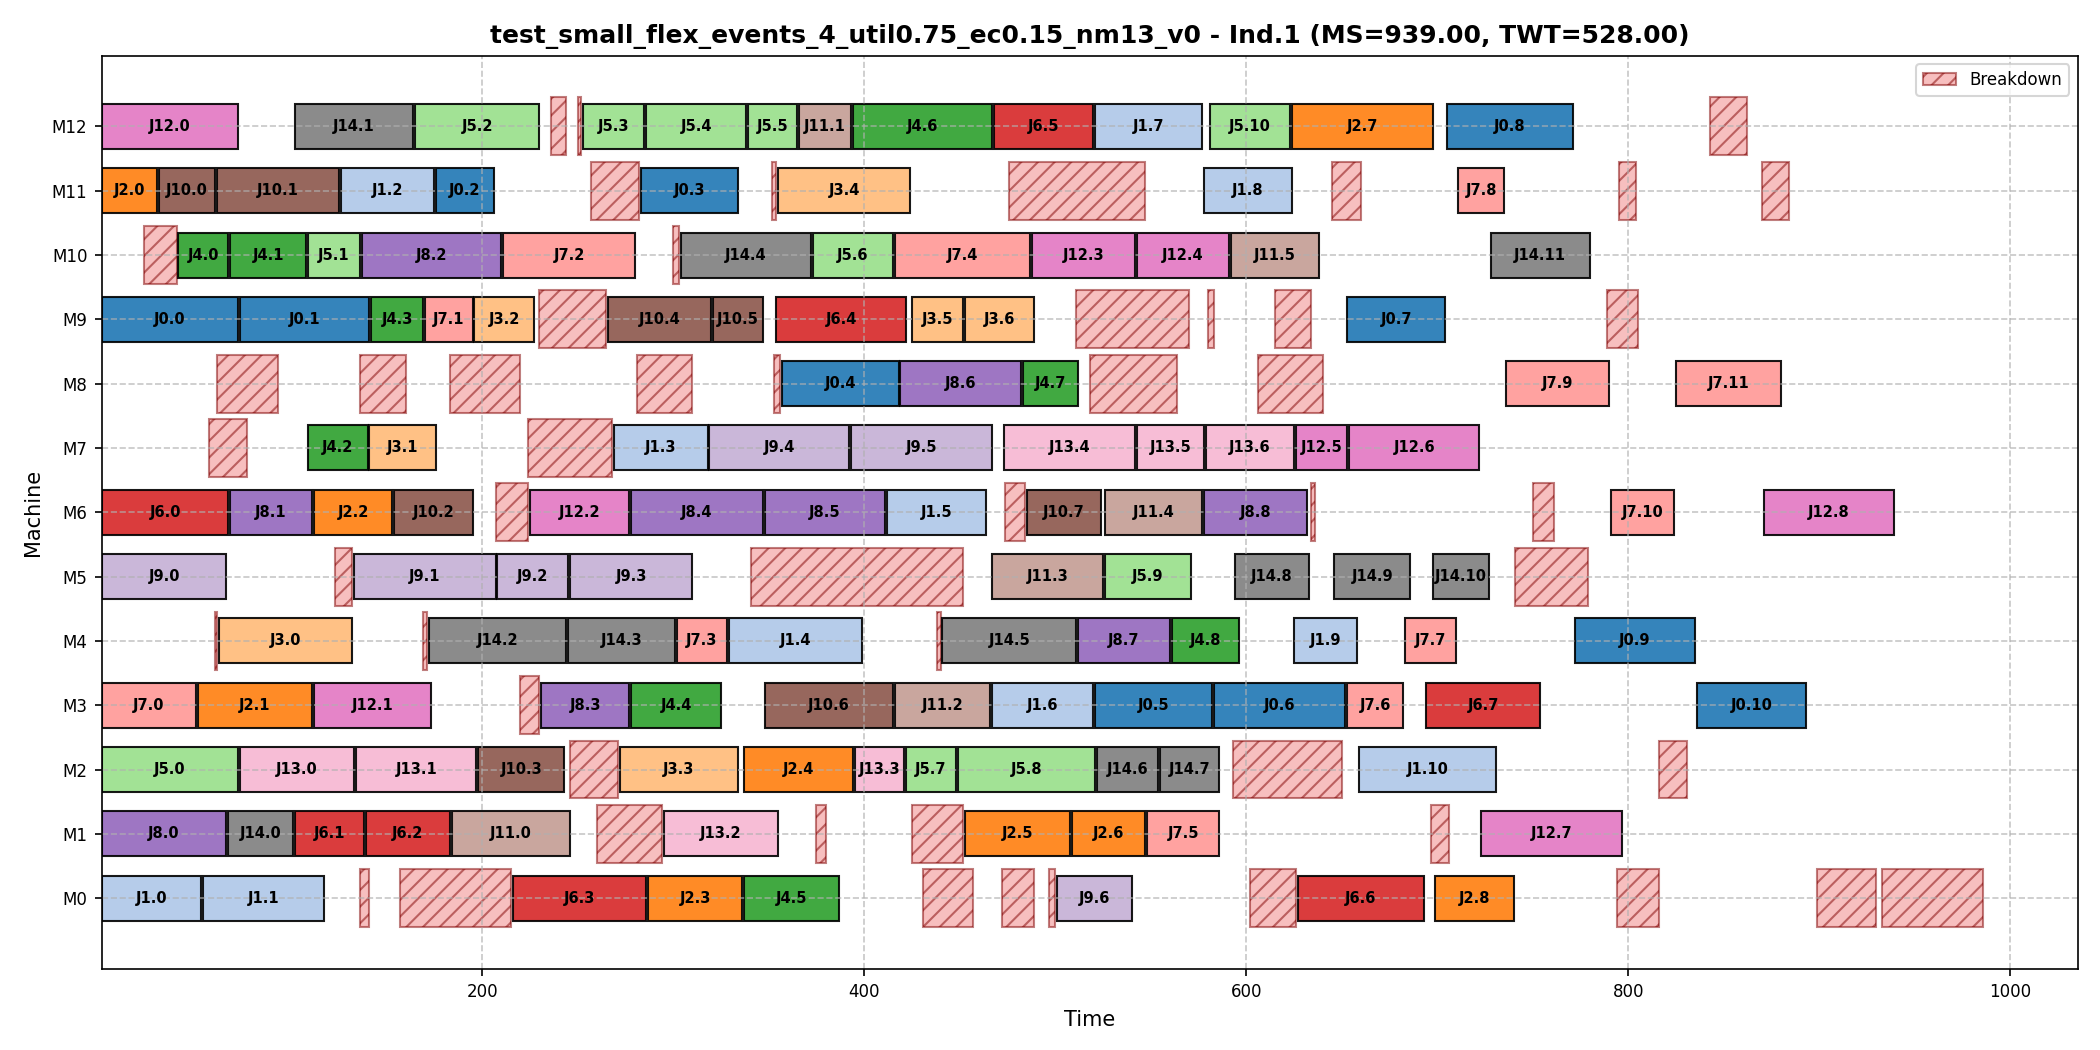 test_small_flex_events_4_util0.75_ec0.15_nm13_v0 - Ind.1 (MS=939.00, TWT=528.00)
Breakdown
M12 J12.0 J14.1 J5.2 J5.3 J5.4 J5.5 J11.1 J4.6 J6.5 J1.7 J5.10 J2.7 J0.8
M11 J2.0 J10.0 J10.1 J1.2 J0.2 J0.3 J3.4 J1.8 J7.8
M10 J4.0 J4.1 J5.1 J8.2 J7.2 J14.4 J5.6 J7.4 J12.3 J12.4 J11.5 J14.11
M9 J0.0 J0.1 J4.3 J7.1 J3.2 J10.4 J10.5 J6.4 J3.5 J3.6 J0.7
M8 J0.4 J8.6 J4.7 J7.9 J7.11
M7 J4.2 J3.1 J1.3 J9.4 J9.5 J13.4 J13.5 J13.6 J12.5 J12.6
M6 J6.0 J8.1 J2.2 J10.2 J12.2 J8.4 J8.5 J1.5 J10.7 J11.4 J8.8 J7.10 J12.8
M5 J9.0 J9.1 J9.2 J9.3 J11.3 J5.9 J14.8 J14.9 J14.10
M4 J3.0 J14.2 J14.3 J7.3 J1.4 J14.5 J8.7 J4.8 J1.9 J7.7 J0.9
M3 J7.0 J2.1 J12.1 J8.3 J4.4 J10.6 J11.2 J1.6 J0.5 J0.6 J7.6 J6.7 J0.10
M2 J5.0 J13.0 J13.1 J10.3 J3.3 J2.4 J13.3 J5.7 J5.8 J14.6 J14.7 J1.10
M1 J8.0 J14.0 J6.1 J6.2 J11.0 J13.2 J2.5 J2.6 J7.5 J12.7
M0 J1.0 J1.1 J6.3 J2.3 J4.5 J9.6 J6.6 J2.8
Machine
200 400 600 800 1000
Time